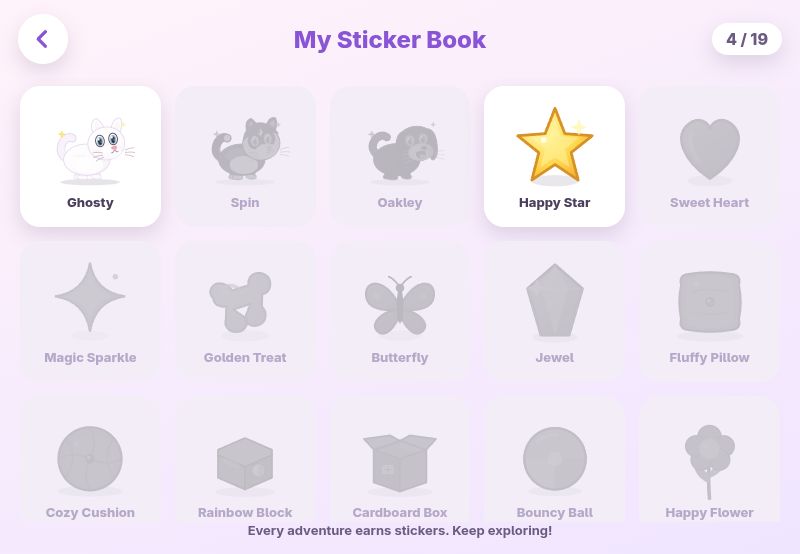 My Sticker Book
4 / 19
Ghosty
Spin
Oakley
Happy Star
Sweet Heart
Magic Sparkle
Golden Treat
Butterfly
Jewel
Fluffy Pillow
Cozy Cushion
Rainbow Block
Cardboard Box
Bouncy Ball
Happy Flower
Every adventure earns stickers. Keep exploring!